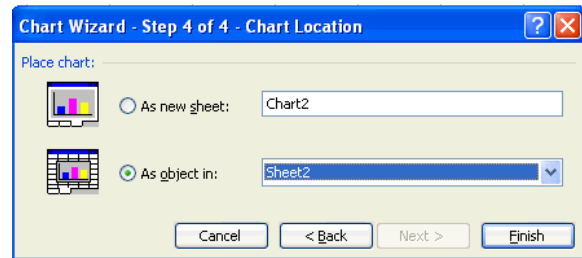 Chart Wizard - Step 4 of 4 - Chart Location
Place chart:
As new sheet: Chart2
As object in: Sheet2
Cancel < Back Next > Finish